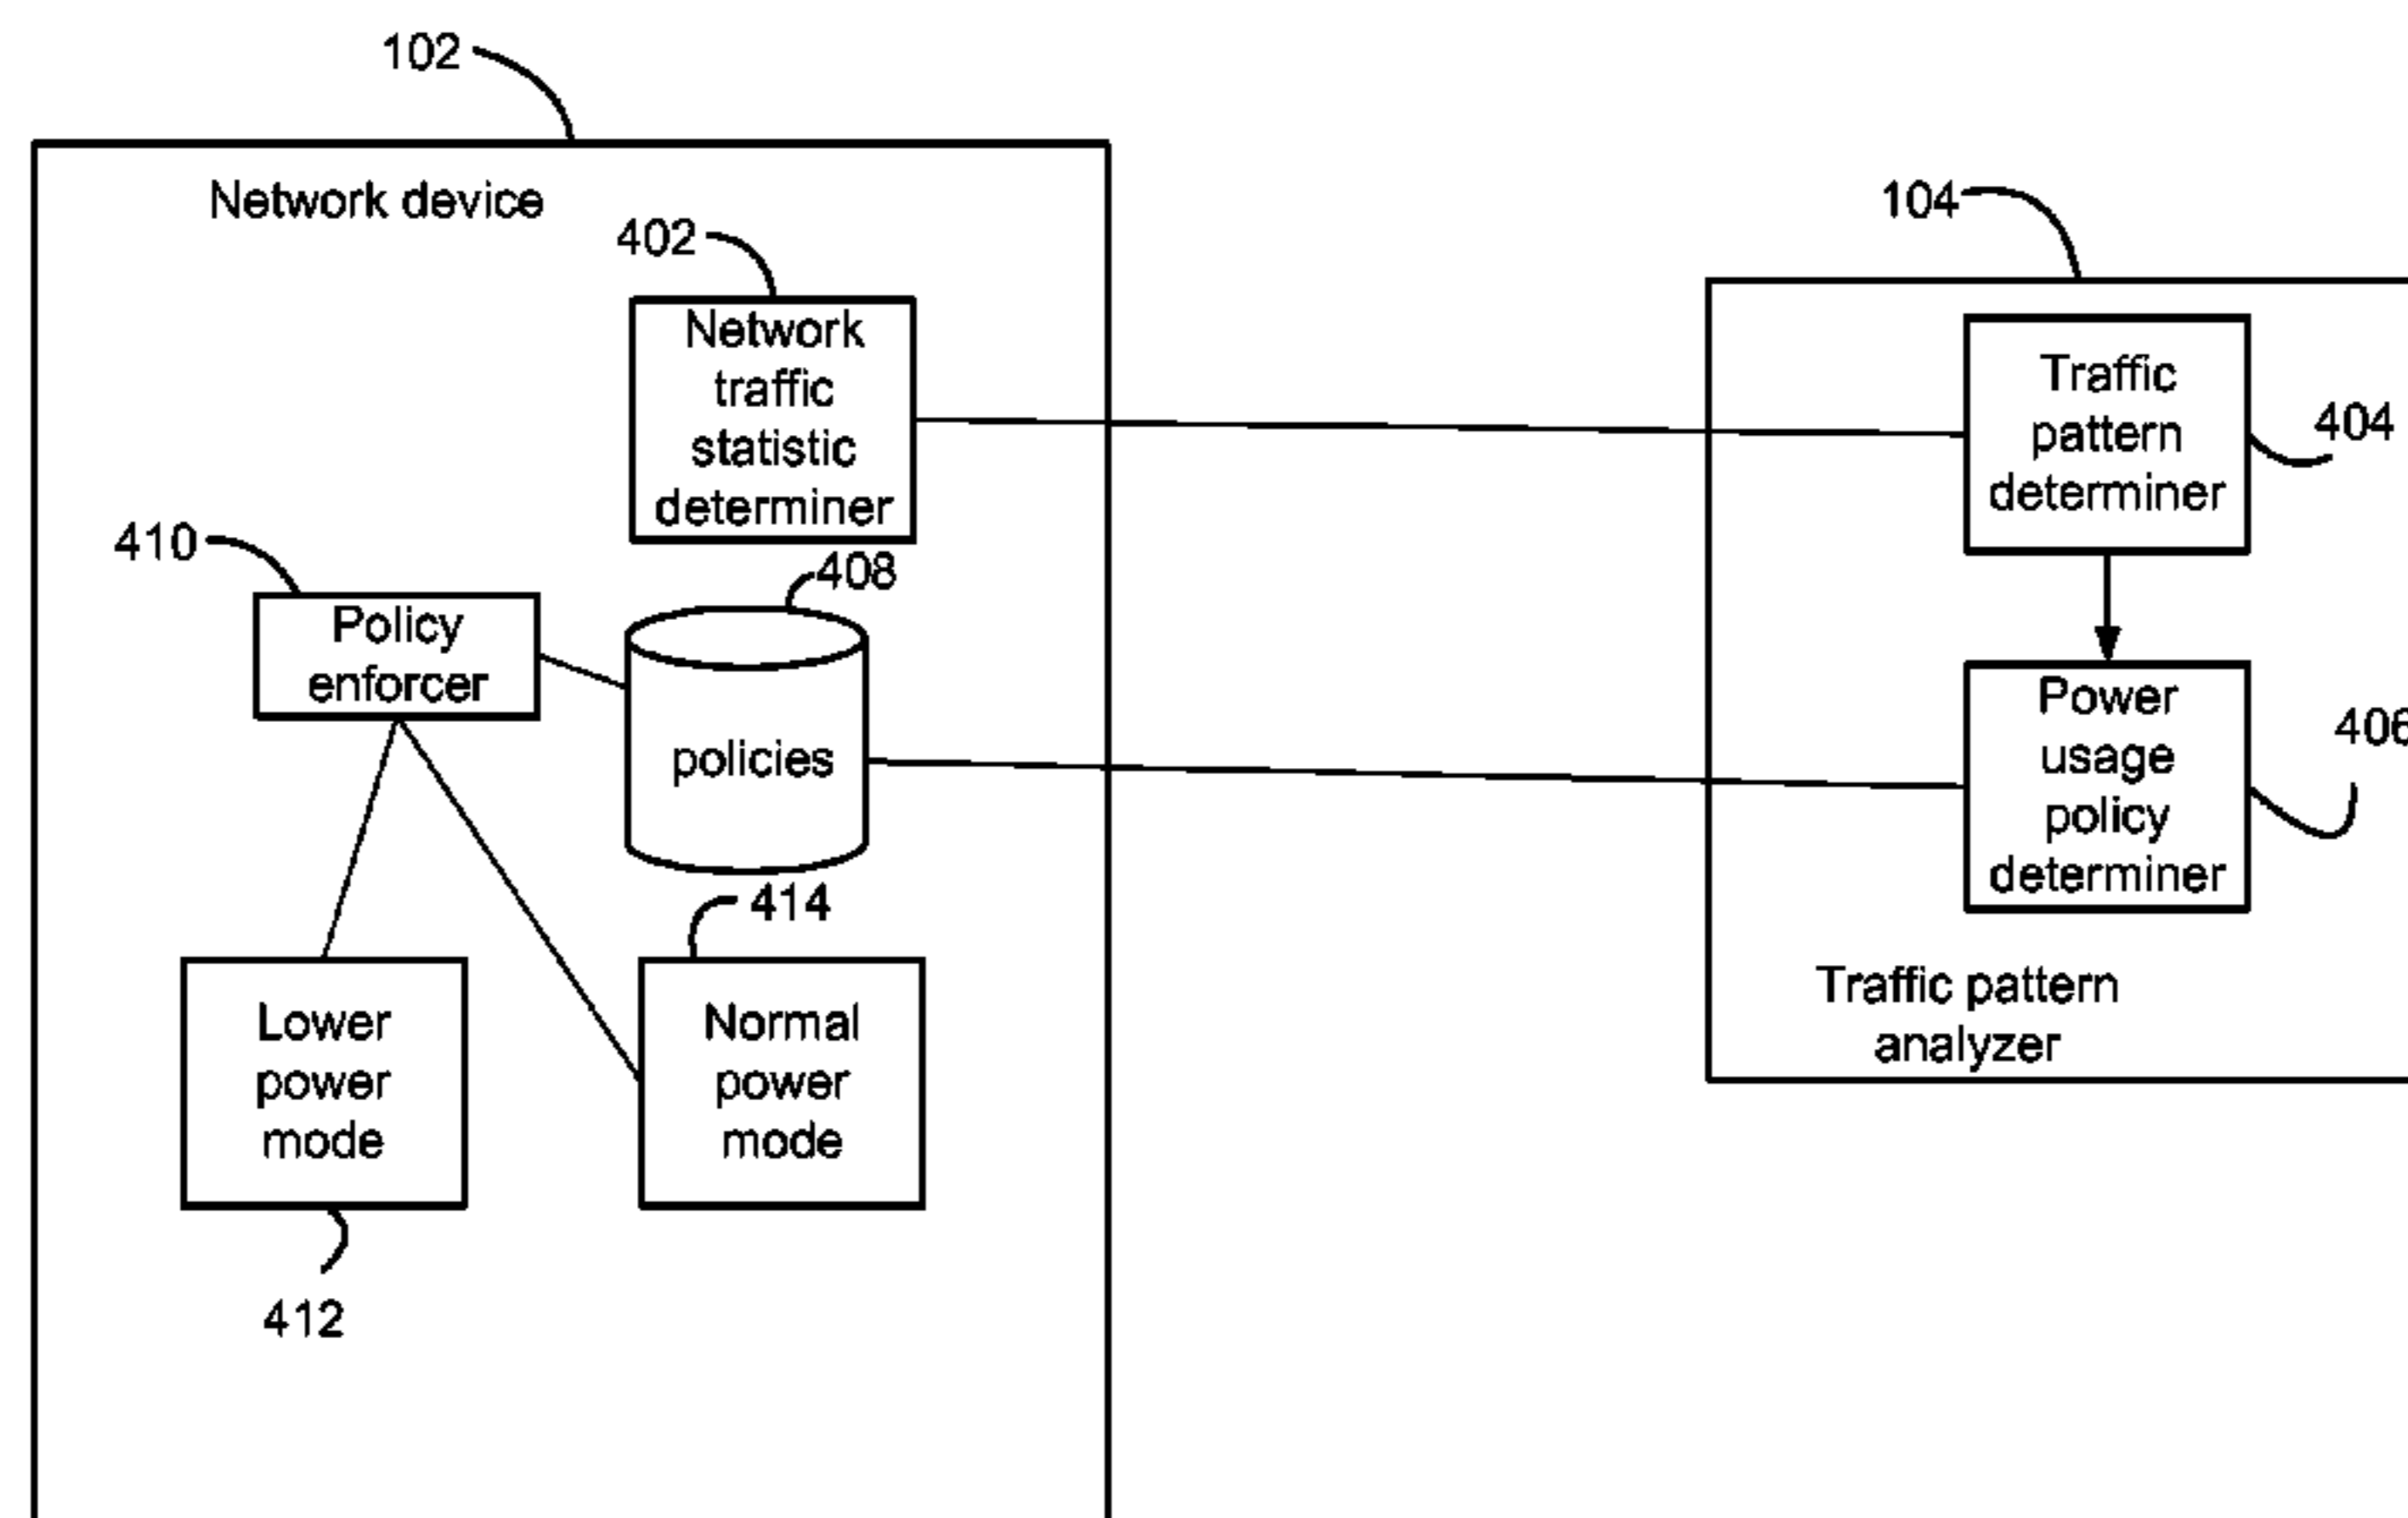 102
Network device
104
402
Network
traffic
statistic
determiner
Traffic
pattern
determiner
404
410
Policy
enforcer
408
policies
Power
usage
policy
determiner
406
414
Lower
power
mode
Normal
power
mode
Traffic pattern
analyzer
412